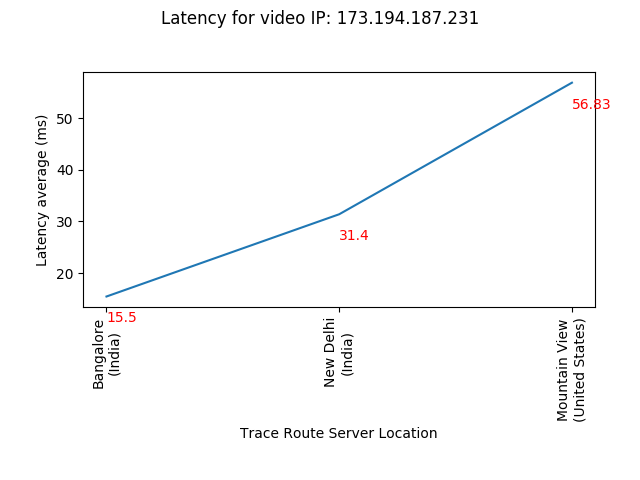 Latency for video IP: 173.194.187.231
Latency average (ms)
50
40
30
20
56.83
31.4
15.5
Bangalore
(India)
New Delhi
(India)
Mountain View
(United States)
Trace Route Server Location